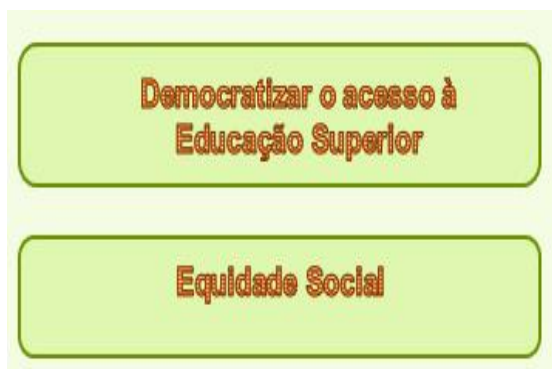 Democratizar o acesso à
Educação Superior
Equidade Social